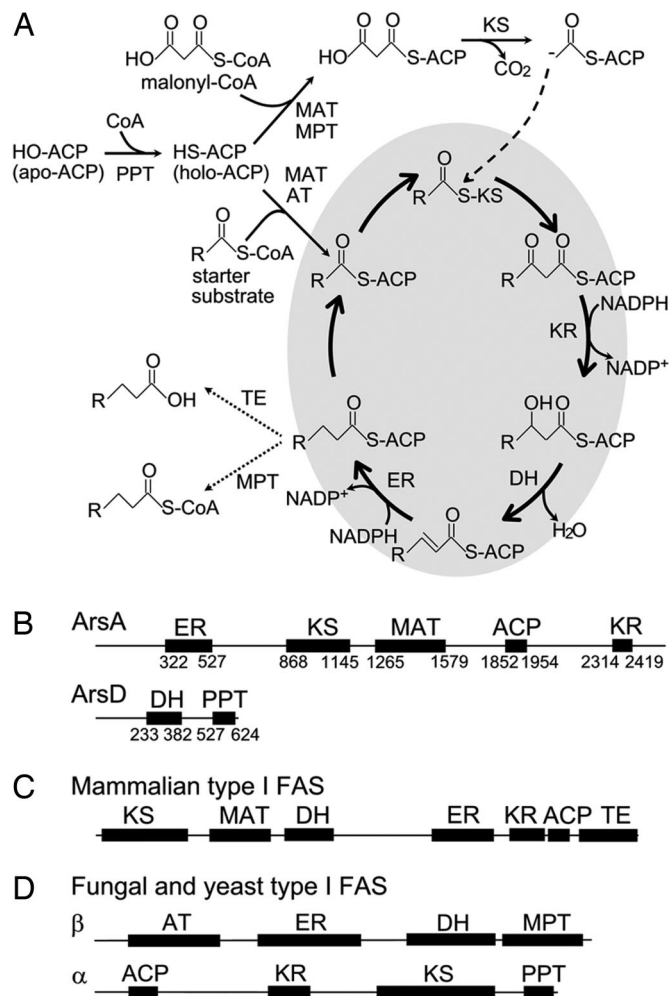 A
HO
O
O
S-CoA
malonyl-CoA
HO
O
O
S-ACP
KS
CO2
-
O
S-ACP
CoA
MAT
MPT
HO-ACP
(apo-ACP)
PPT
HS-ACP
(holo-ACP)
MAT
AT
R
O
S-CoA
starter
substrate
R
O
S-ACP
R
O
S-KS
R
O
O
S-ACP
NADPH
KR
NADP+
R
OH
O
S-ACP
DH
H2O
R
O
S-ACP
ER
NADP+
NADPH
R
O
S-ACP
TE
R
O
OH
MPT
R
O
S-CoA
B
ArsA
ER KS MAT ACP KR
322 527 868 1145 1265 1579 1852 1954 2314 2419
ArsD
DH PPT
233 382 527 624
C
Mammalian type I FAS
KS MAT DH ER KR ACP TE
D
Fungal and yeast type I FAS
β AT ER DH MPT
α ACP KR KS PPT